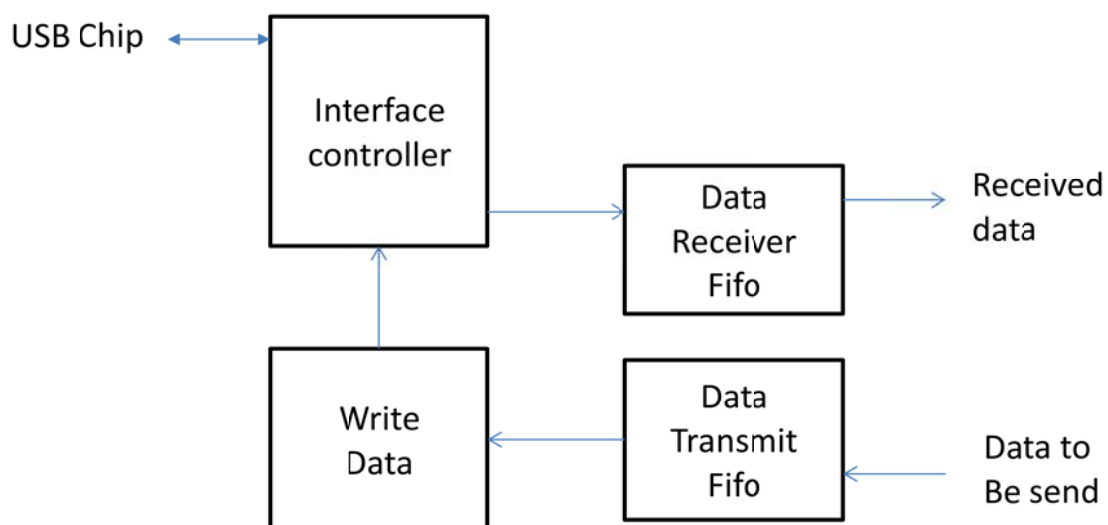 USB Chip
Interface
controller
Data
Receiver
Fifo
Received
data
Write
Data
Data
Transmit
Fifo
Data to
Be send